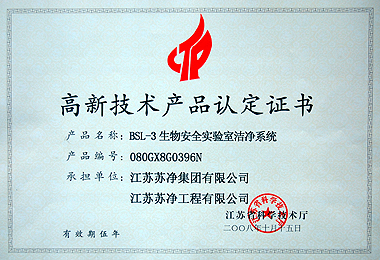 高新技术产品认定证书
产品名称: BSL-3生物安全实验室洁净系统
产品编号: 080GX8G0396N
承担单位: 江苏苏净集团有限公司
江苏苏净工程有限公司
江苏省科学技术厅
二〇〇八年十月十五日
有效期伍年